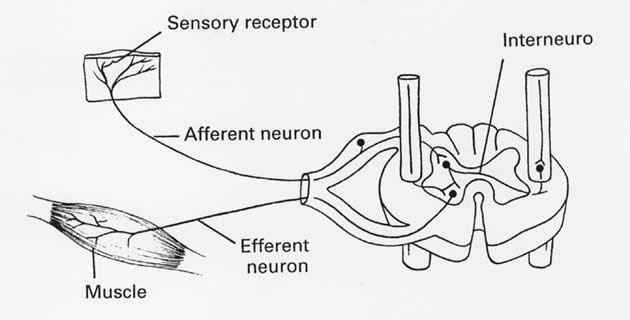 Sensory receptor
Interneuro
Afferent neuron
Efferent
neuron
Muscle